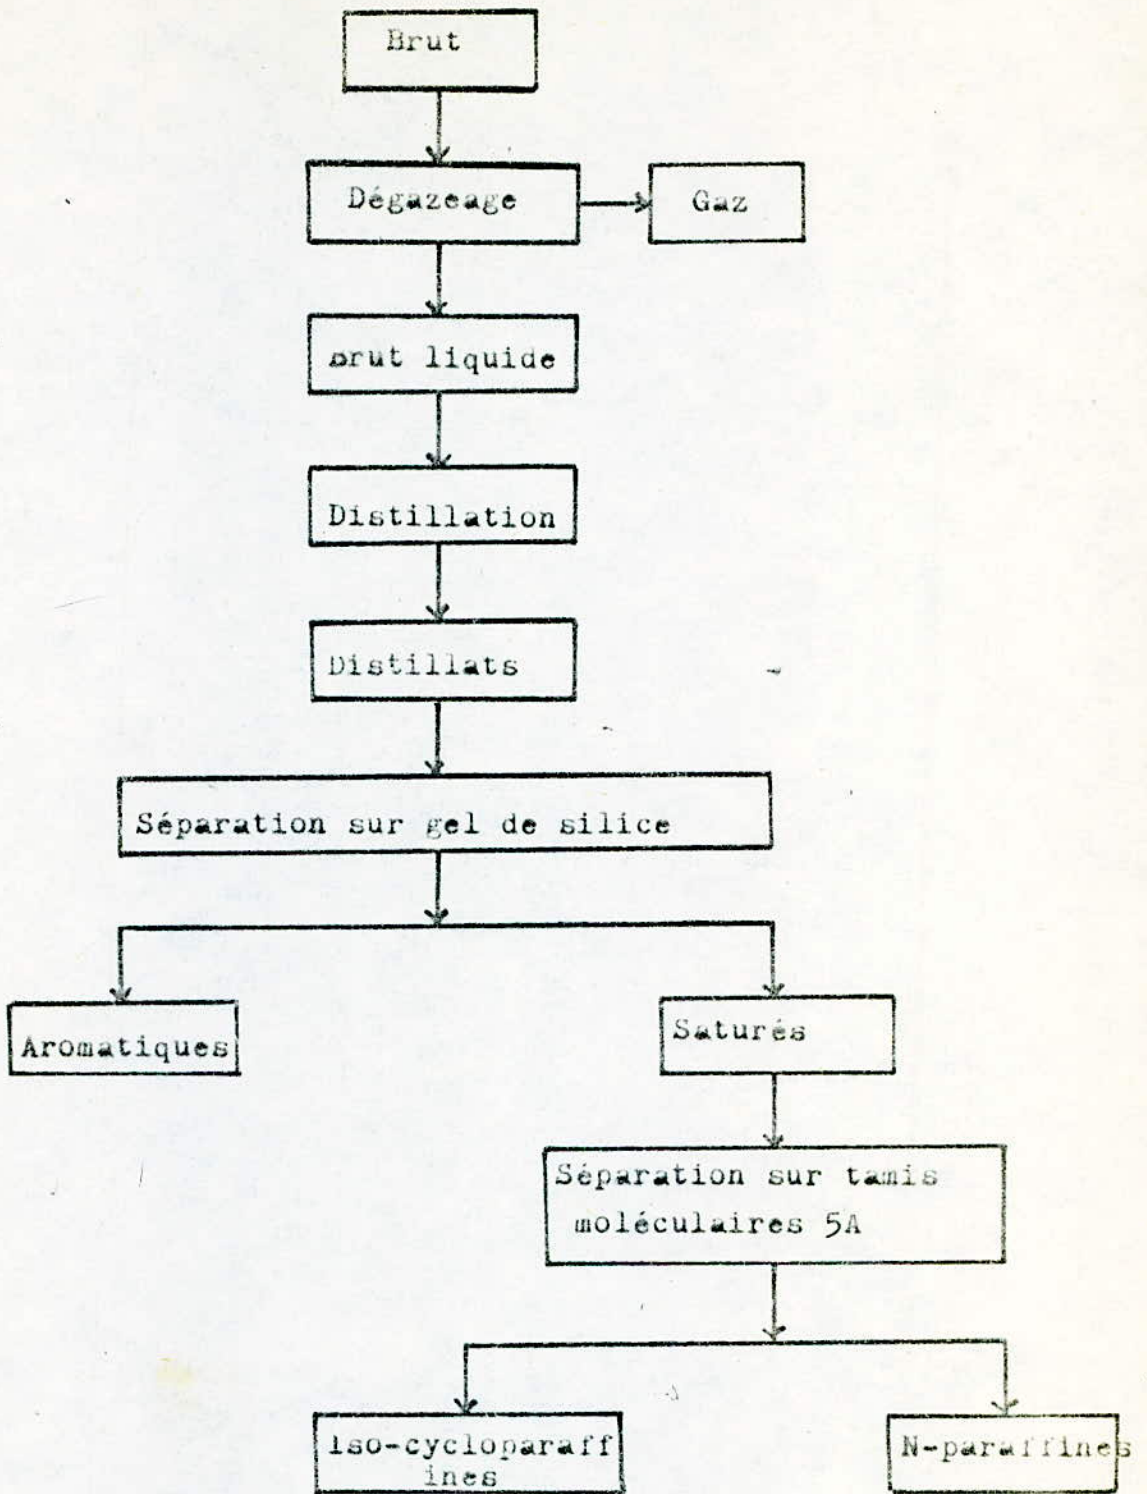 Brut
Dégazeage
Gaz
Brut liquide
Distillation
Distillats
Séparation sur gel de silice
Aromatiques
Saturés
Séparation sur tamis
moléculaires 5A
Iso-cycloparaff
ines
N-paraffines